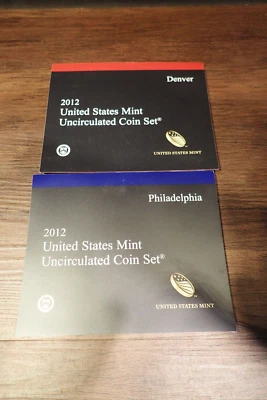 Denver
2012
United States Mint
Uncirculated Coin Set®
UNITED STATES MINT
Philadelphia
2012
United States Mint
Uncirculated Coin Set®
UNITED STATES MINT